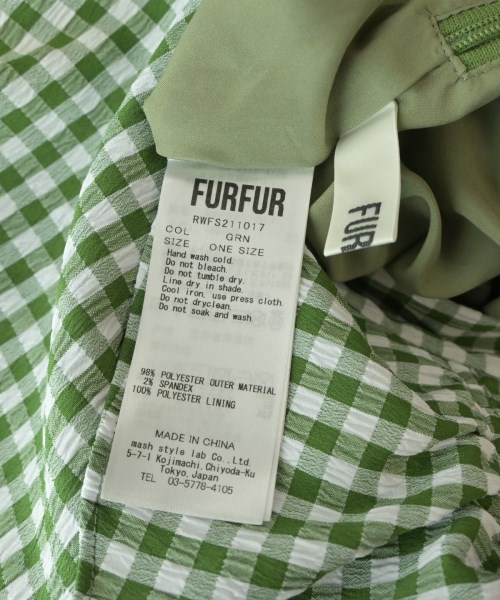 FURFUR
RWFS211017
COL GRN
SIZE ONE SIZE
Hand wash cold.
Do not bleach.
Do not tumble dry.
Line dry in shade.
Cool iron, use press cloth.
Do not dryclean.
Do not soak and wash.
98% POLYESTER OUTER MATERIAL
2% SPANDEX
100% POLYESTER LINING
MADE IN CHINA
mash style lab Co., Ltd.
5-7-1 Kojimachi, Chiyoda-Ku
Tokyo, Japan
TEL 03-5778-4105
FUR